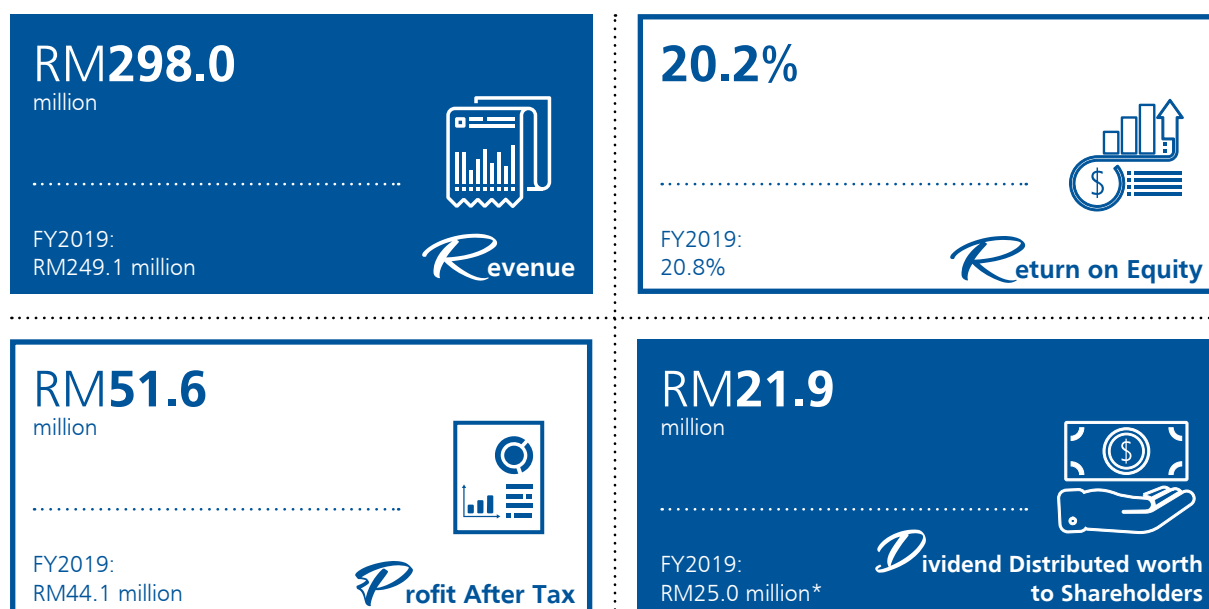 RM298.0
million
FY2019:
RM249.1 million
Revenue
20.2%
$
FY2019:
20.8%
Return on Equity
RM51.6
million
FY2019:
RM44.1 million
Profit After Tax
RM21.9
million
$
FY2019:
RM25.0 million*
Dividend Distributed worth
to Shareholders